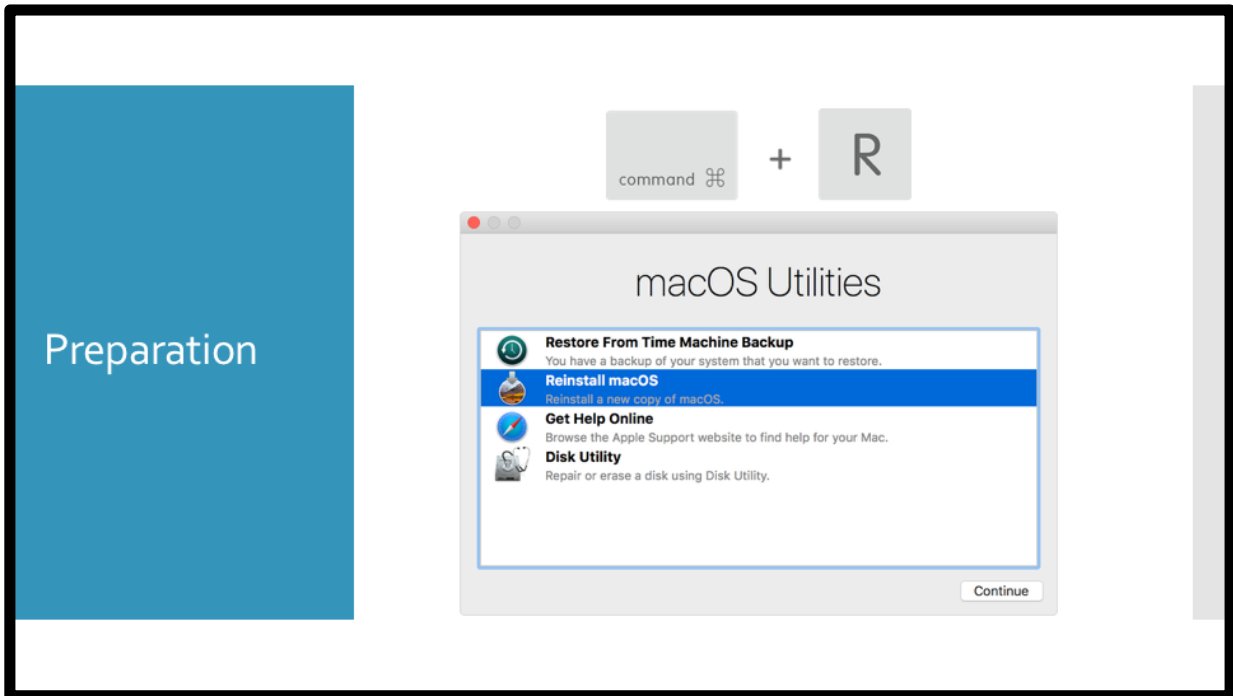 Preparation
command ⌘
+
R
macOS Utilities
Restore From Time Machine Backup
You have a backup of your system that you want to restore.
Reinstall macOS
Reinstall a new copy of macOS.
Get Help Online
Browse the Apple Support website to find help for your Mac.
Disk Utility
Repair or erase a disk using Disk Utility.
Continue